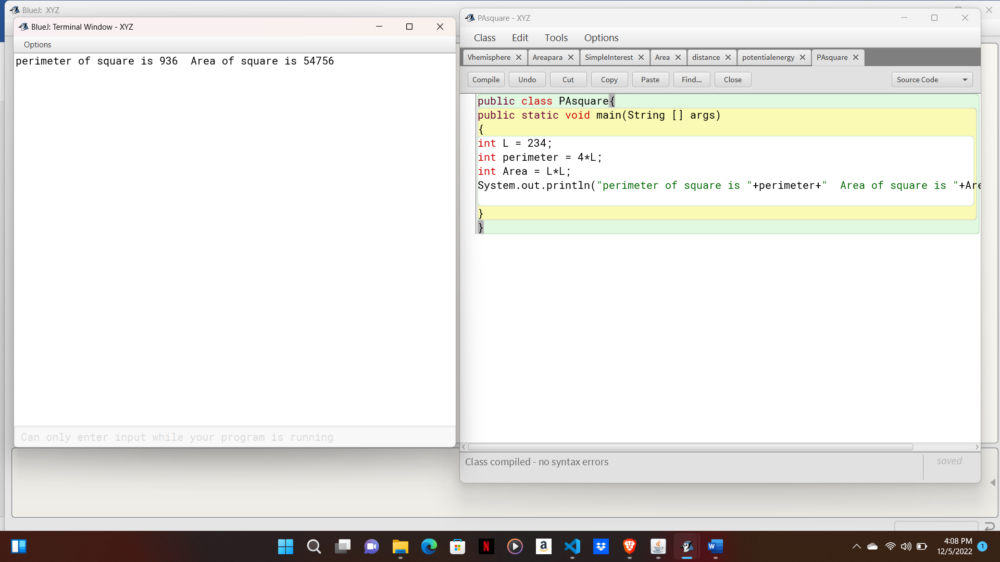 BlueJ: XYZ
BlueJ: Terminal Window - XYZ
Options
perimeter of square is 936  Area of square is 54756
Can only enter input while your program is running
PAsquare - XYZ
Class Edit Tools Options
Vhemisphere Areapara SimpleInterest Area distance potentialenergy PAsquare
Compile Undo Cut Copy Paste Find... Close Source Code
public class PAsquare{
public static void main(String [] args)
{
int L = 234;
int perimeter = 4*L;
int Area = L*L;
System.out.println("perimeter of square is "+perimeter+"  Area of square is "+Are
}
}
Class compiled - no syntax errors
saved
4:08 PM
12/5/2022
1